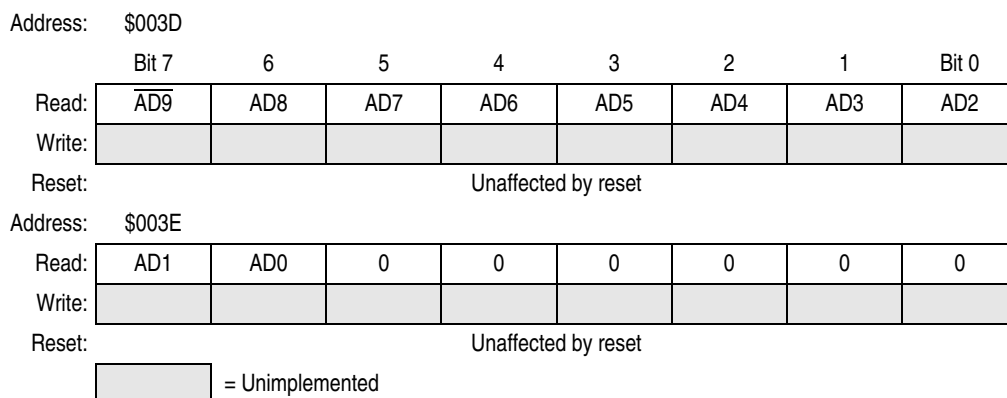 Address: $003D
Bit 7 6 5 4 3 2 1 Bit 0
Read: A̅D̅9̅ AD8 AD7 AD6 AD5 AD4 AD3 AD2
Write:
Reset: Unaffected by reset
Address: $003E
Read: AD1 AD0 0 0 0 0 0 0
Write:
Reset: Unaffected by reset
= Unimplemented